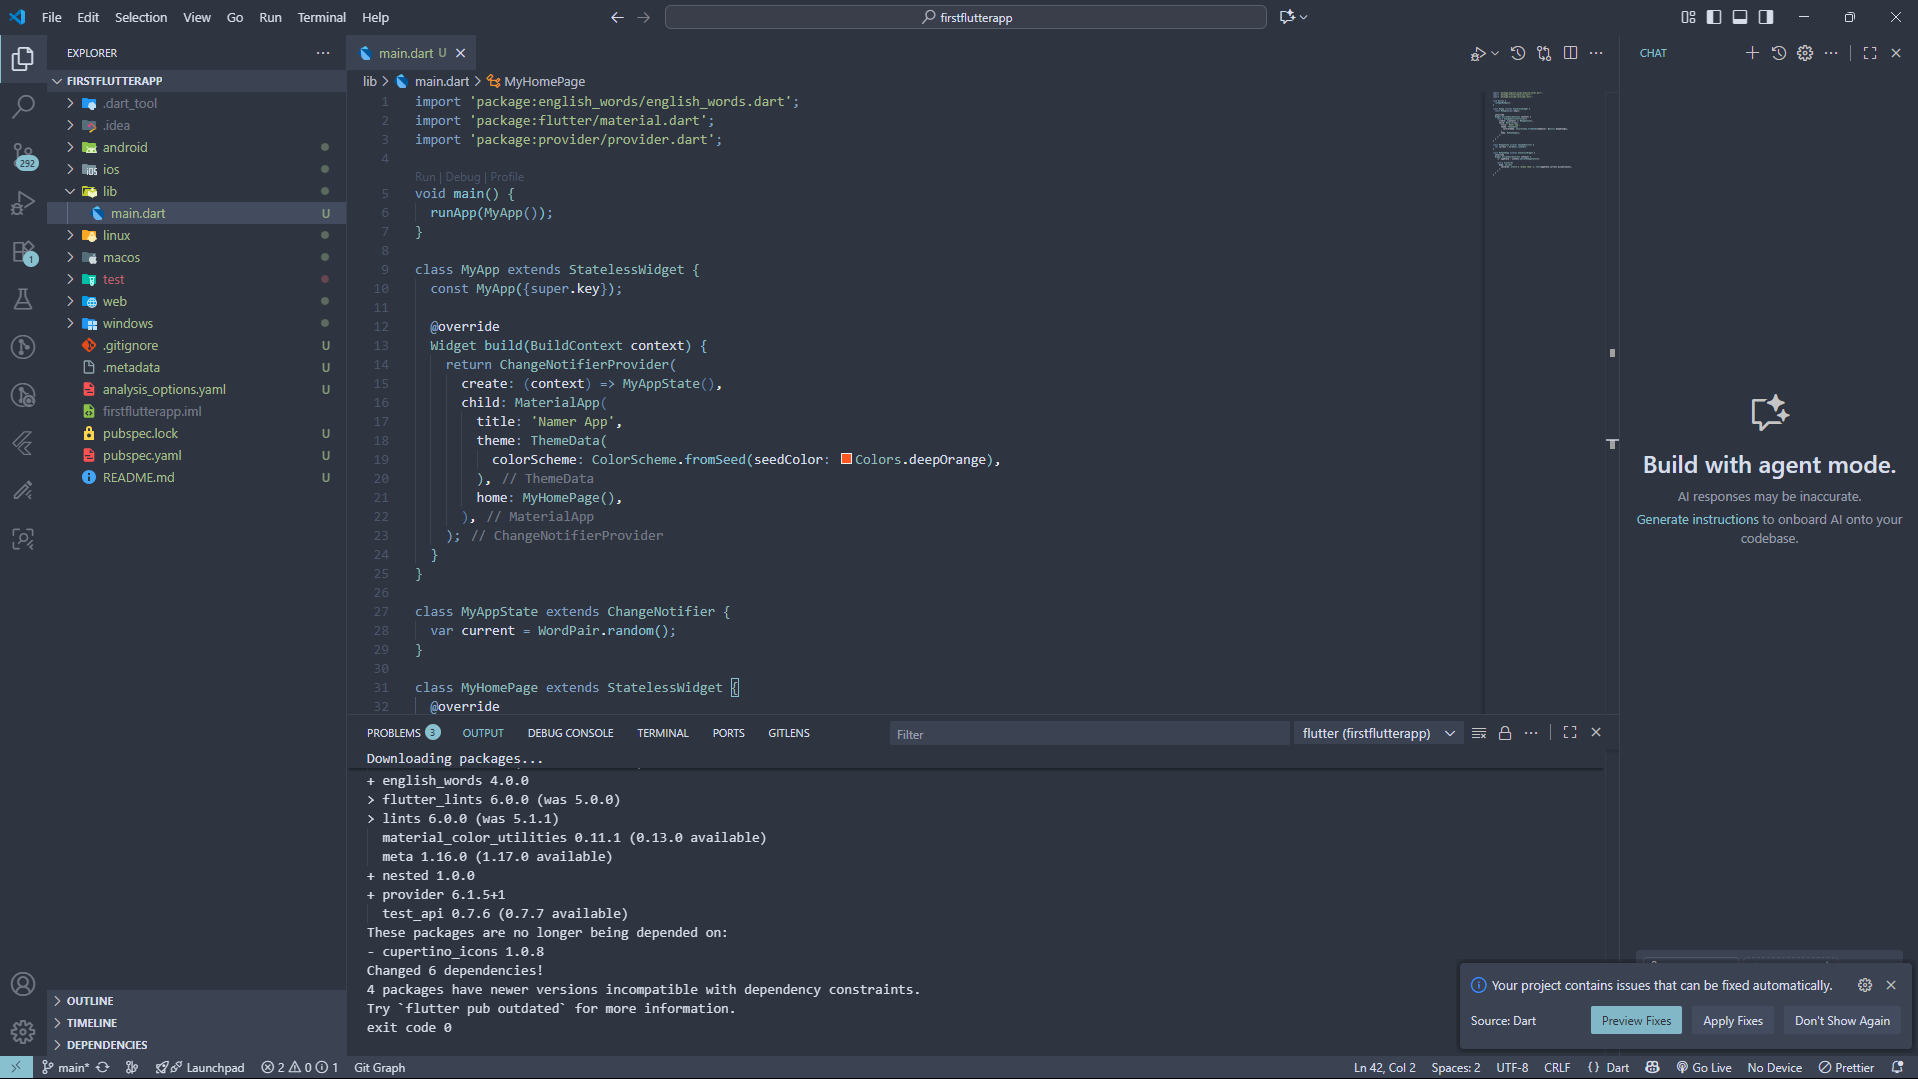 File Edit Selection View Go Run Terminal Help
firstflutterapp
EXPLORER
FIRSTFLUTTERAPP
.dart_tool
.idea
android
ios
lib
main.dart U
linux
macos
test
web
windows
.gitignore U
.metadata U
analysis_options.yaml U
firstflutterapp.iml
pubspec.lock U
pubspec.yaml U
README.md U
OUTLINE
TIMELINE
DEPENDENCIES
292
1
main.dart U
lib > main.dart > MyHomePage
1 import 'package:english_words/english_words.dart';
2 import 'package:flutter/material.dart';
3 import 'package:provider/provider.dart';
4
Run | Debug | Profile
5 void main() {
6 runApp(MyApp());
7 }
8
9 class MyApp extends StatelessWidget {
10 const MyApp({super.key});
11
12 @override
13 Widget build(BuildContext context) {
14 return ChangeNotifierProvider(
15 create: (context) => MyAppState(),
16 child: MaterialApp(
17 title: 'Namer App',
18 theme: ThemeData(
19 colorScheme: ColorScheme.fromSeed(seedColor: Colors.deepOrange),
20 ), // ThemeData
21 home: MyHomePage(),
22 ), // MaterialApp
23 ); // ChangeNotifierProvider
24 }
25 }
26
27 class MyAppState extends ChangeNotifier {
28 var current = WordPair.random();
29 }
30
31 class MyHomePage extends StatelessWidget {
32 @override
PROBLEMS 3 OUTPUT DEBUG CONSOLE TERMINAL PORTS GITLENS
Filter
flutter (firstflutterapp)
Downloading packages...
+ english_words 4.0.0
> flutter_lints 6.0.0 (was 5.0.0)
> lints 6.0.0 (was 5.1.1)
material_color_utilities 0.11.1 (0.13.0 available)
meta 1.16.0 (1.17.0 available)
+ nested 1.0.0
+ provider 6.1.5+1
test_api 0.7.6 (0.7.7 available)
These packages are no longer being depended on:
- cupertino_icons 1.0.8
Changed 6 dependencies!
4 packages have newer versions incompatible with dependency constraints.
Try `flutter pub outdated` for more information.
exit code 0
CHAT
Build with agent mode.
AI responses may be inaccurate.
Generate instructions to onboard AI onto your
codebase.
Your project contains issues that can be fixed automatically.
Source: Dart
Preview Fixes
Apply Fixes
Don't Show Again
main* Launchpad 2 0 1 Git Graph
Ln 42, Col 2 Spaces: 2 UTF-8 CRLF {} Dart Go Live No Device Prettier